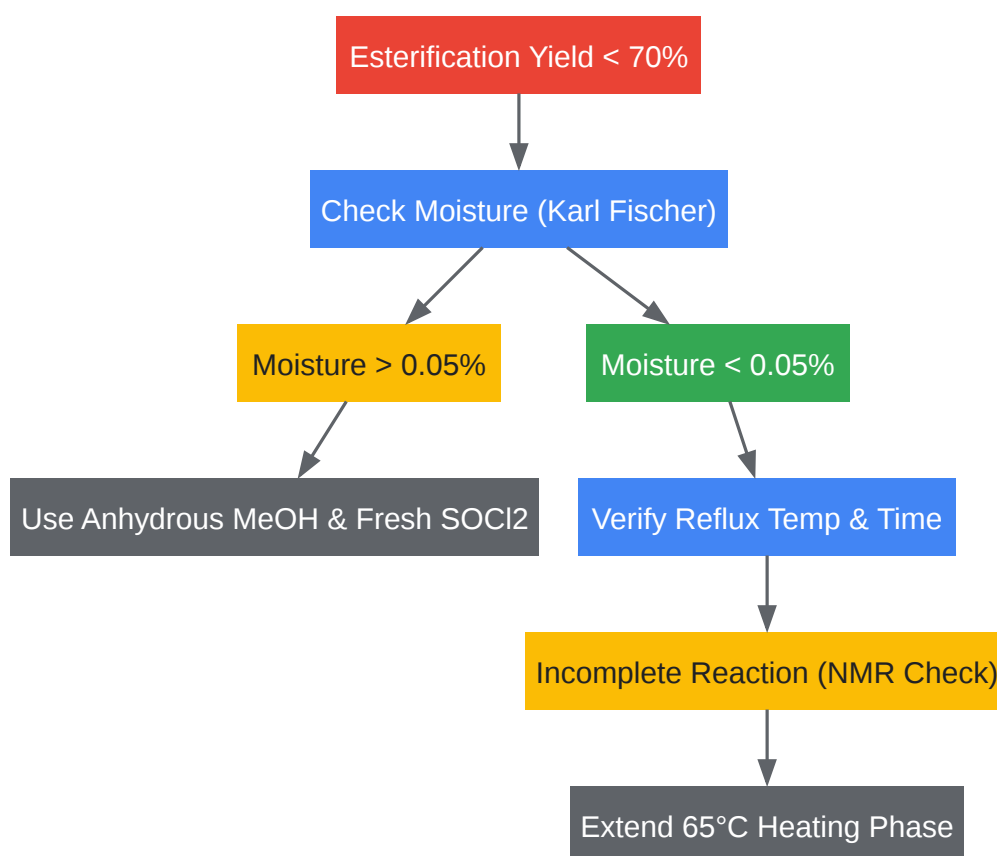 Esterification Yield < 70%
Check Moisture (Karl Fischer)
Moisture > 0.05%
Moisture < 0.05%
Use Anhydrous MeOH & Fresh SOCl2
Verify Reflux Temp & Time
Incomplete Reaction (NMR Check)
Extend 65°C Heating Phase